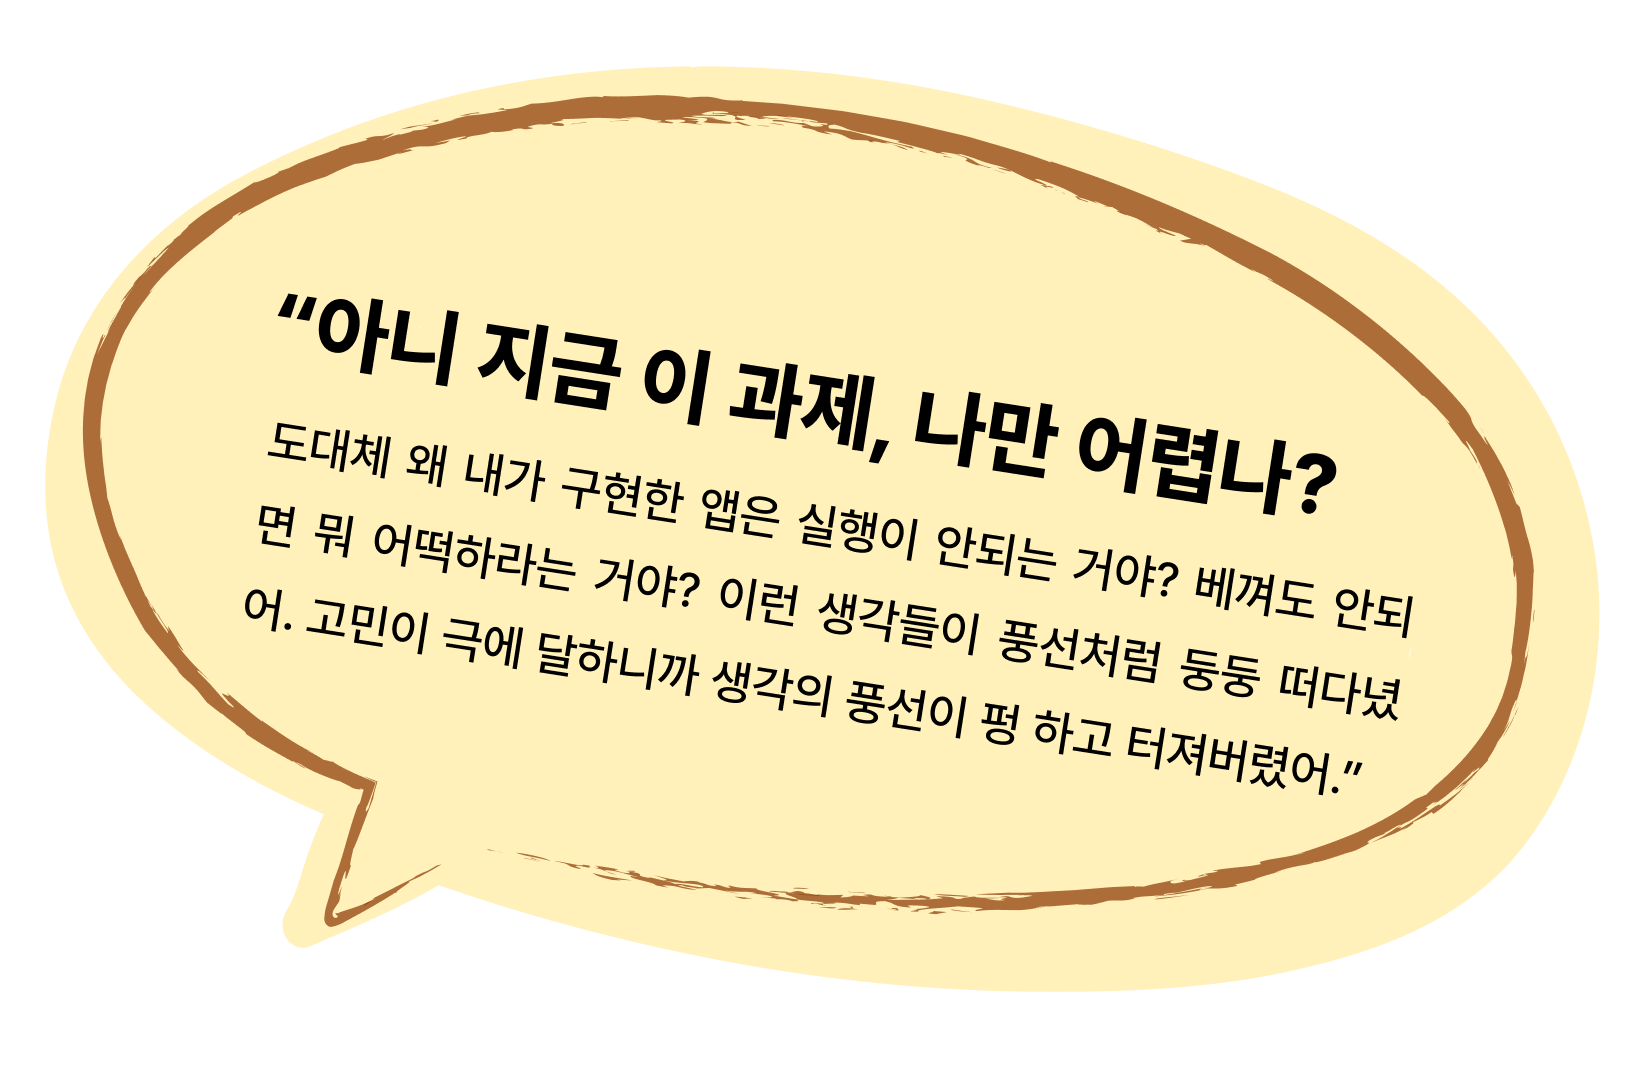 “아니 지금 이 과제, 나만 어렵나?
도대체 왜 내가 구현한 앱은 실행이 안되는 거야? 베껴도 안되
면 뭐 어떡하라는 거야? 이런 생각들이 풍선처럼 둥둥 떠다녔
어. 고민이 극에 달하니까 생각의 풍선이 펑 하고 터져버렸어.”